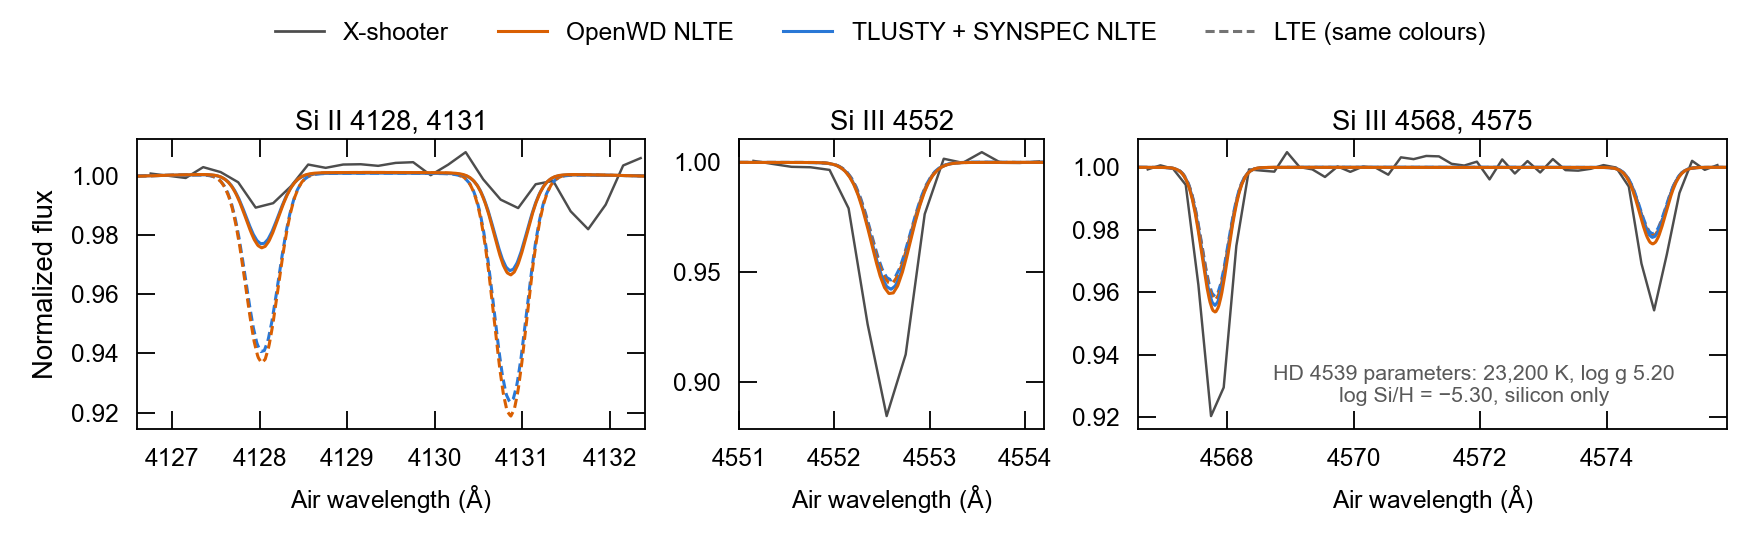 X-shooter OpenWD NLTE TLUSTY + SYNSPEC NLTE LTE (same colours)
Si II 4128, 4131
Si III 4552
Si III 4568, 4575
Normalized flux
1.00
0.98
0.96
0.94
0.92
4127 4128 4129 4130 4131 4132
Air wavelength (Å)
1.00
0.95
0.90
4551 4552 4553 4554
Air wavelength (Å)
1.00
0.98
0.96
0.94
0.92
HD 4539 parameters: 23,200 K, log g 5.20
log Si/H = −5.30, silicon only
4568 4570 4572 4574
Air wavelength (Å)